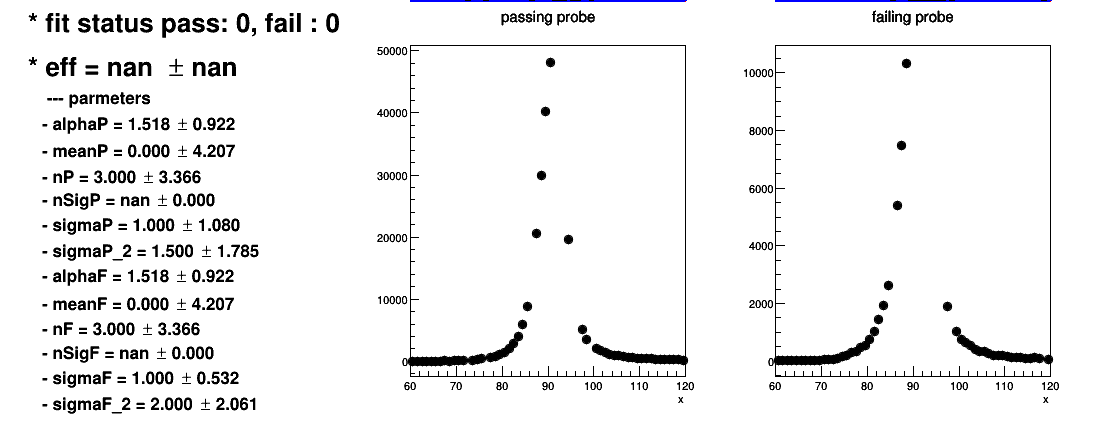 * fit status pass: 0, fail : 0
* eff = nan ± nan
--- parmeters
- alphaP = 1.518 ± 0.922
- meanP = 0.000 ± 4.207
- nP = 3.000 ± 3.366
- nSigP = nan ± 0.000
- sigmaP = 1.000 ± 1.080
- sigmaP_2 = 1.500 ± 1.785
- alphaF = 1.518 ± 0.922
- meanF = 0.000 ± 4.207
- nF = 3.000 ± 3.366
- nSigF = nan ± 0.000
- sigmaF = 1.000 ± 0.532
- sigmaF_2 = 2.000 ± 2.061
passing probe
50000
40000
30000
20000
10000
0
60 70 80 90 100 110 120
x
failing probe
10000
8000
6000
4000
2000
0
60 70 80 90 100 110 120
x